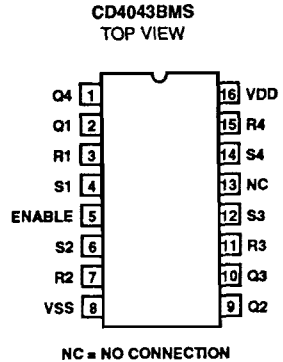 CD4043BMS
TOP VIEW
Q4 1 16 VDD
Q1 2 15 R4
R1 3 14 S4
S1 4 13 NC
ENABLE 5 12 S3
S2 6 11 R3
R2 7 10 Q3
VSS 8 9 Q2
NC = NO CONNECTION